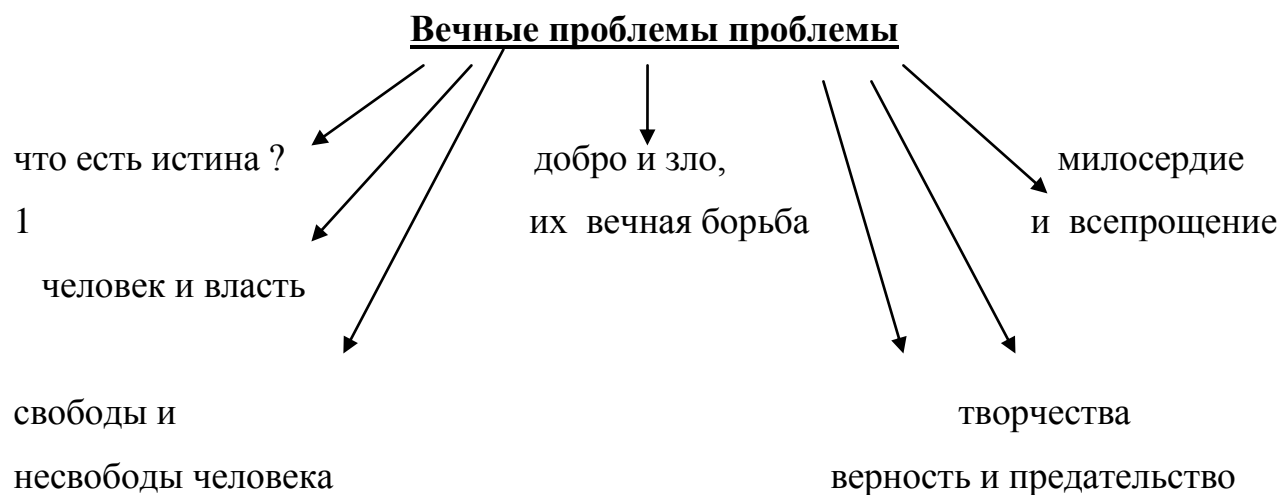 Вечные проблемы проблемы
что есть истина ? добро и зло, милосердие
1 их вечная борьба и всепрощение
человек и власть
свободы и творчества
несвободы человека верность и предательство